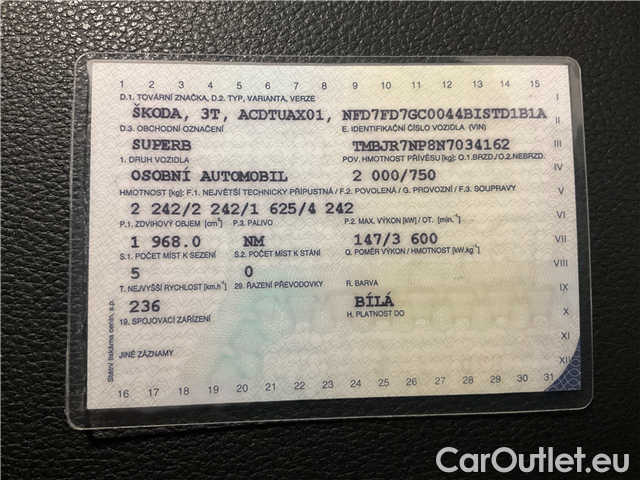 1 2 3 4 5 6 7 8 9 10 11 12 13 14 15
D.1. TOVÁRNÍ ZNAČKA, D.2. TYP, VARIANTA, VERZE I
ŠKODA, 3T, ACDTUAX01, NFD7FD7GC0044BISTD1B1A
D.3. OBCHODNÍ OZNAČENÍ E. IDENTIFIKAČNÍ ČÍSLO VOZIDLA (VIN) II
SUPERB TMBJR7NP8N7034162 III
1. DRUH VOZIDLA POV. HMOTNOST PŘÍVĚSU [kg]: O.1.BRZD./O.2.NEBRZD.
OSOBNÍ AUTOMOBIL 2 000/750 IV
HMOTNOST [kg]: F.1. NEJVĚTŠÍ TECHNICKY PŘÍPUSTNÁ / F.2. POVOLENÁ / G. PROVOZNÍ / F.3. SOUPRAVY V
2 242/2 242/1 625/4 242
P.1. ZDVIHOVÝ OBJEM [cm³] P.3. PALIVO P.2. MAX. VÝKON [kW] / OT. [min.⁻¹] VI
1 968.0 NM 147/3 600 VII
S.1. POČET MÍST K SEZENÍ S.2. POČET MÍST K STÁNÍ Q. POMĚR VÝKON / HMOTNOST [kW.kg⁻¹]
5 0 VIII
T. NEJVYŠŠÍ RYCHLOST [km.h⁻¹] 29. ŘAZENÍ PŘEVODOVKY R. BARVA IX
236 BÍLÁ
19. SPOJOVACÍ ZAŘÍZENÍ H. PLATNOST DO X
XI
JINÉ ZÁZNAMY XII
16 17 18 19 20 21 22 23 24 25 26 27 28 29 30 31
Státní tiskárna cenin, s.p.
CarOutlet.eu